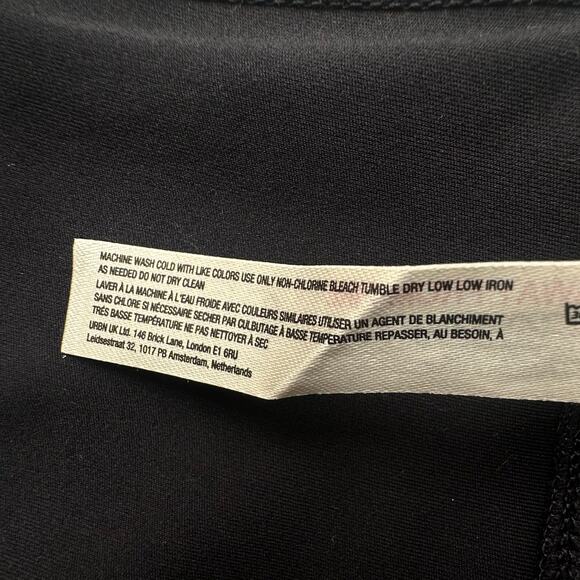 MACHINE WASH COLD WITH LIKE COLORS USE ONLY NON-CHLORINE BLEACH TUMBLE DRY LOW LOW IRON
AS NEEDED DO NOT DRY CLEAN
LAVER À LA MACHINE À L'EAU FROIDE AVEC COULEURS SIMILAIRES UTILISER UN AGENT DE BLANCHIMENT
SANS CHLORE SI NÉCESSAIRE SECHER PAR CULBUTAGE À BASSE TEMPÉRATURE REPASSER, AU BESOIN, À
TRÉS BASSE TEMPÉRATURE NE PAS NETTOYER À SEC
URBN UK Ltd. 146 Brick Lane, London E1 6RU
Leidsestraat 32, 1017 PB Amsterdam, Netherlands